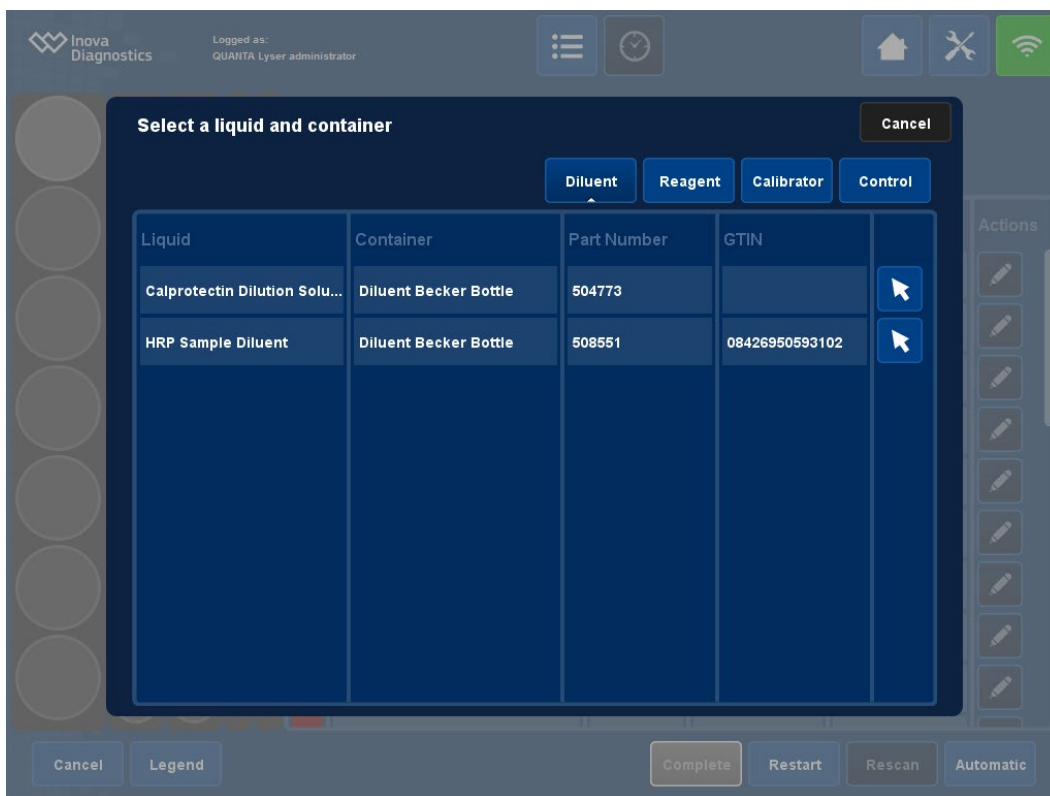 Inova
Diagnostics
Logged as:
QUANTA Lyser administrator
Select a liquid and container
Cancel
Diluent Reagent Calibrator Control
Liquid Container Part Number GTIN
Actions
Calprotectin Dilution Solu... Diluent Becker Bottle 504773
HRP Sample Diluent Diluent Becker Bottle 508551 08426950593102
Cancel Legend Complete Restart Rescan Automatic